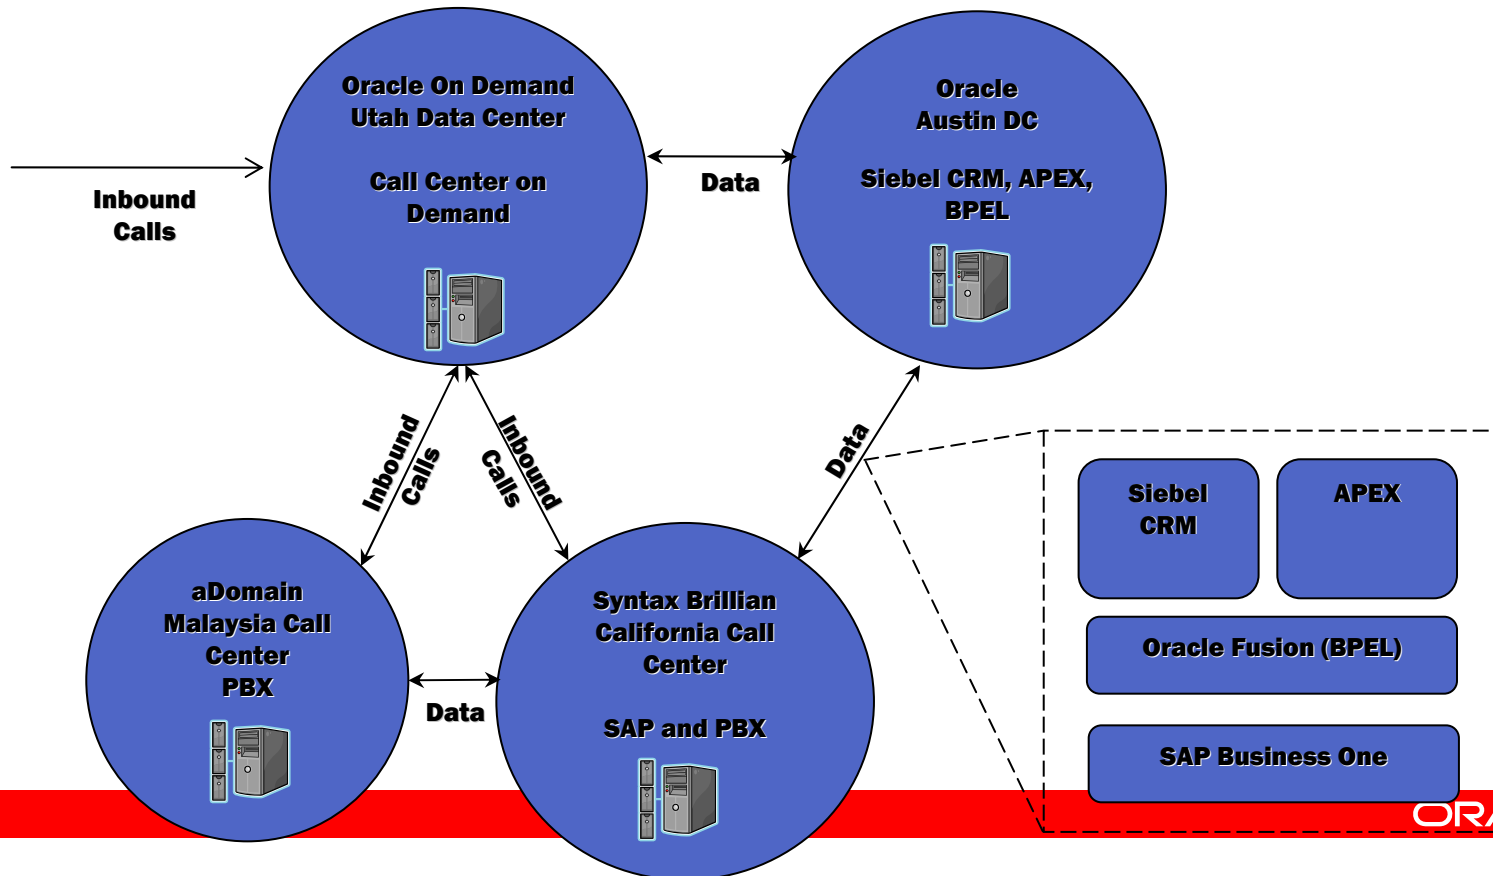 Oracle On Demand
Utah Data Center
Call Center on
Demand
Oracle
Austin DC
Siebel CRM, APEX,
BPEL
Inbound
Calls
Data
Inbound
Calls
Inbound
Calls
Data
Siebel
CRM
APEX
Oracle Fusion (BPEL)
SAP Business One
aDomain
Malaysia Call
Center
PBX
Data
Syntax Brillian
California Call
Center
SAP and PBX
ORA